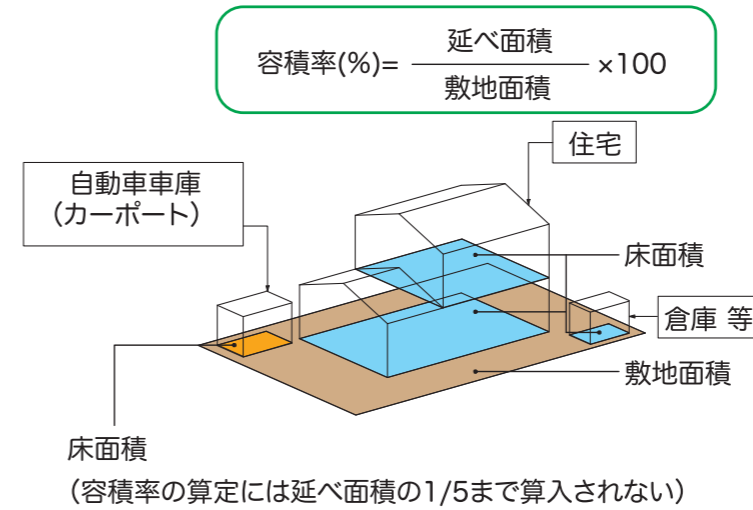 容積率(%)= 延べ面積 ×100
敷地面積
住宅
自動車車庫
（カーポート）
床面積
倉庫 等
敷地面積
床面積
（容積率の算定には延べ面積の1/5まで算入されない）